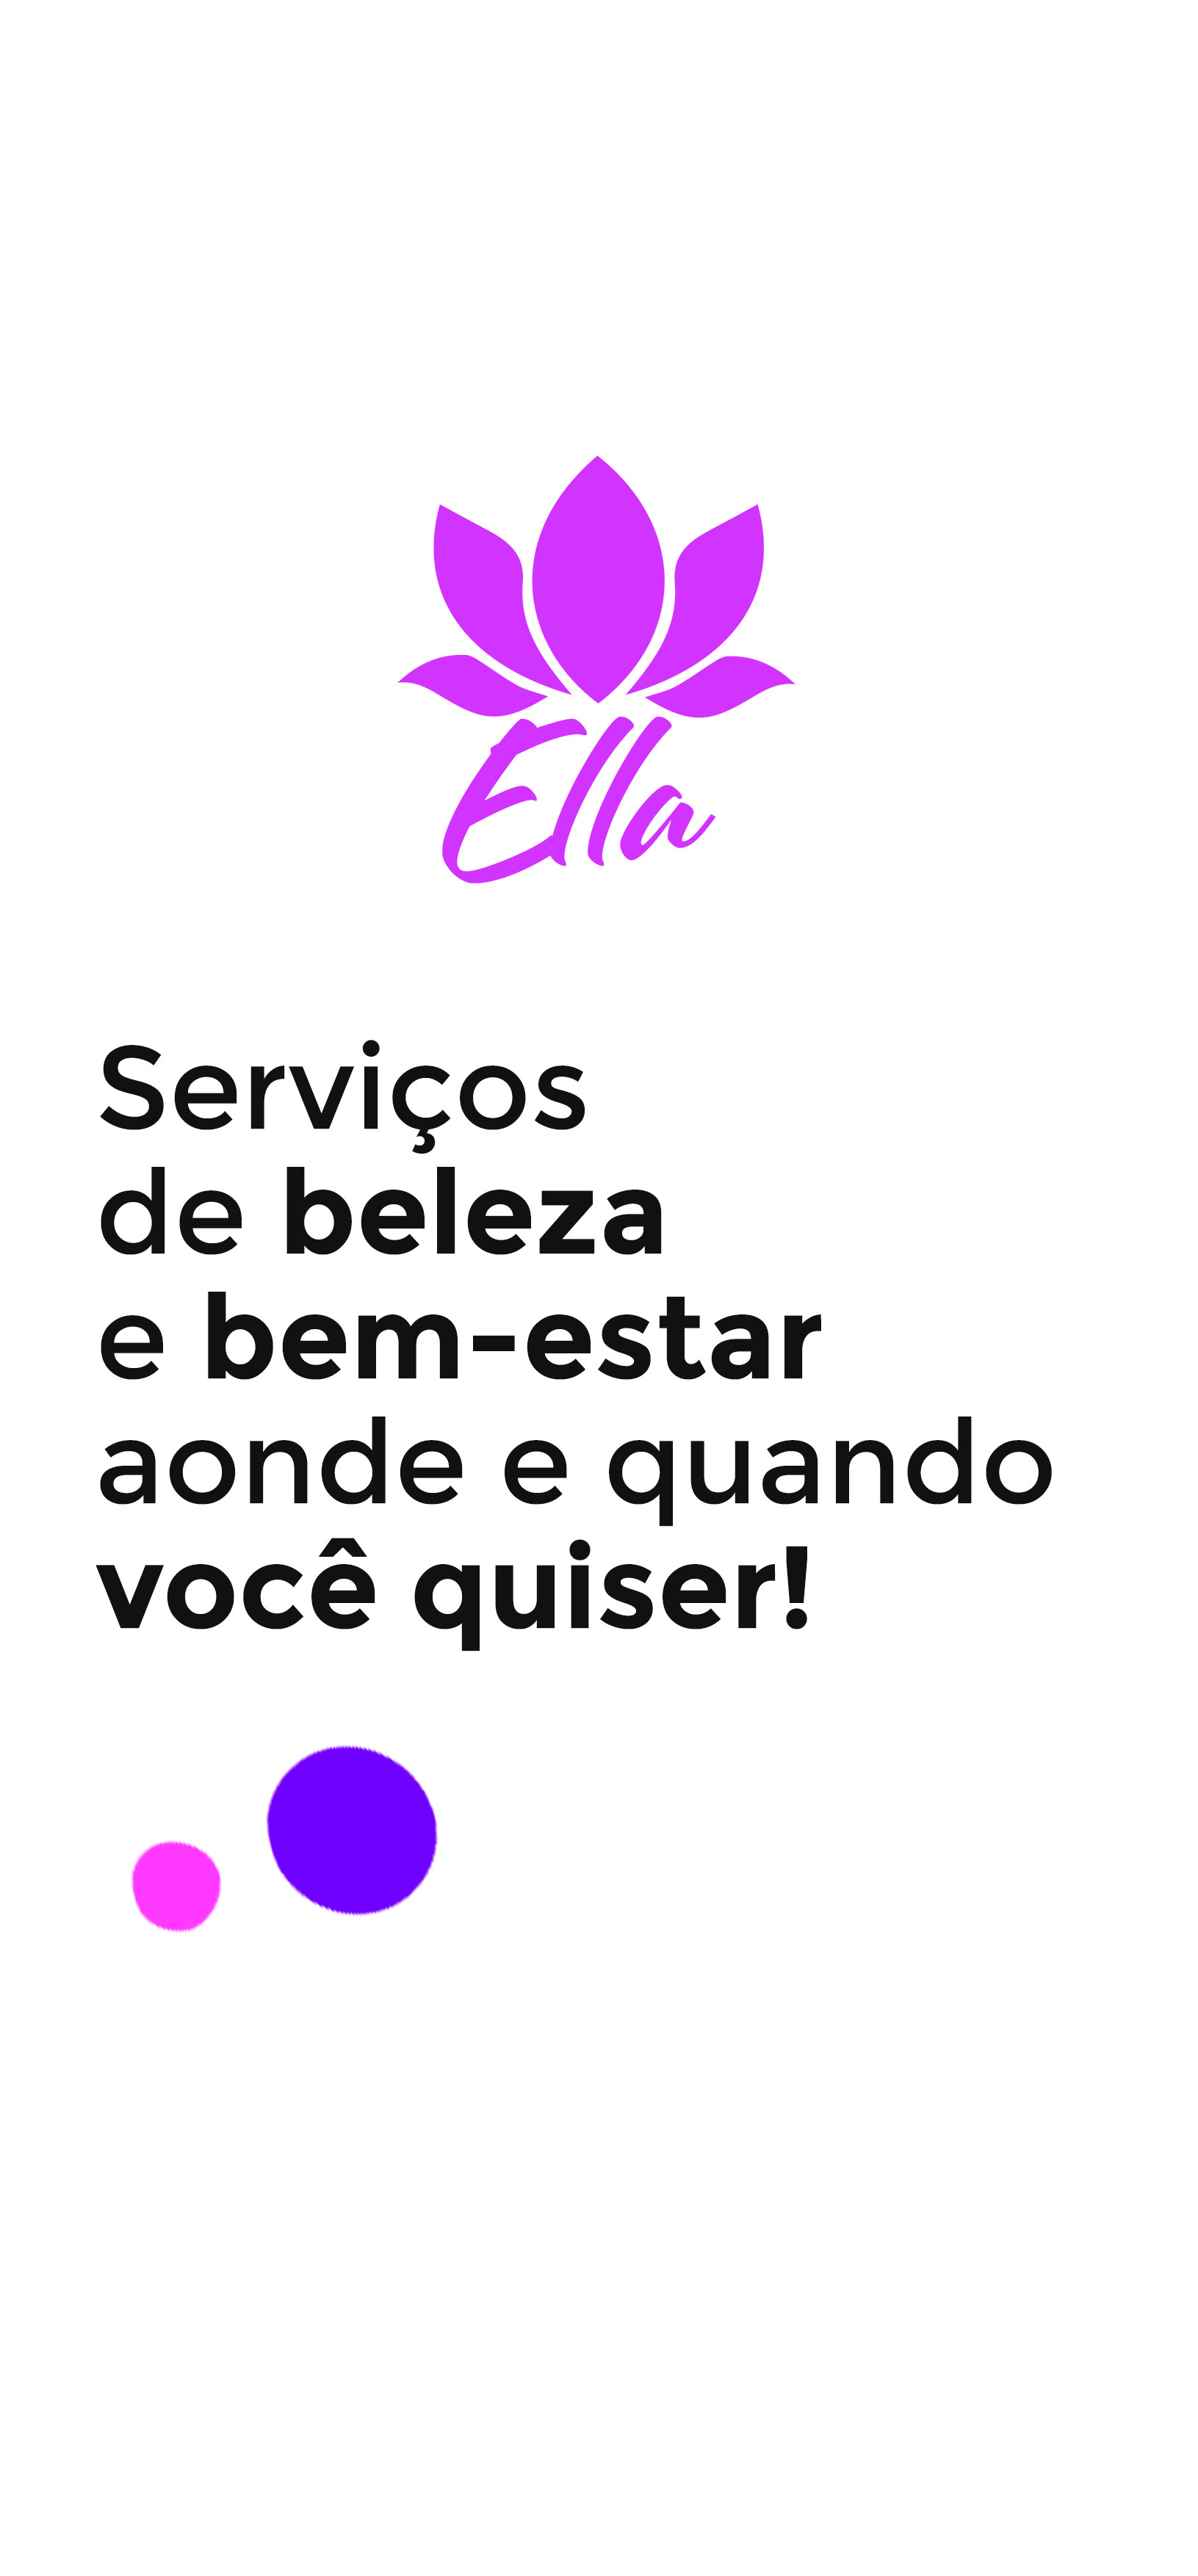 Ella
Serviços
de beleza
e bem-estar
aonde e quando
você quiser!